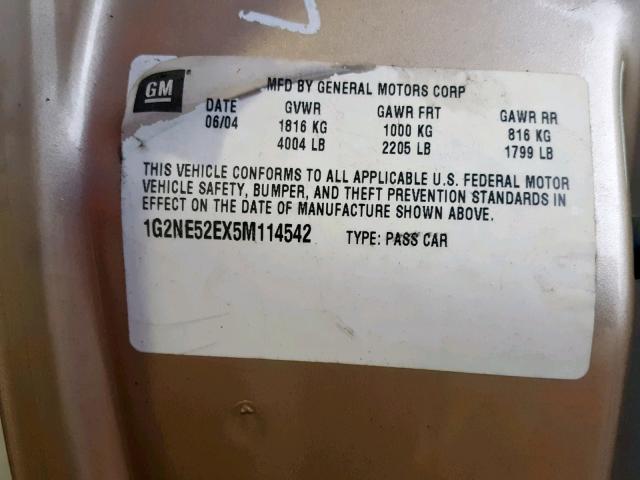 GM
MFD BY GENERAL MOTORS CORP
DATE GVWR GAWR FRT GAWR RR
06/04 1816 KG 1000 KG 816 KG
4004 LB 2205 LB 1799 LB
THIS VEHICLE CONFORMS TO ALL APPLICABLE U.S. FEDERAL MOTOR
VEHICLE SAFETY, BUMPER, AND THEFT PREVENTION STANDARDS IN
EFFECT ON THE DATE OF MANUFACTURE SHOWN ABOVE.
1G2NE52EX5M114542 TYPE: PASS CAR